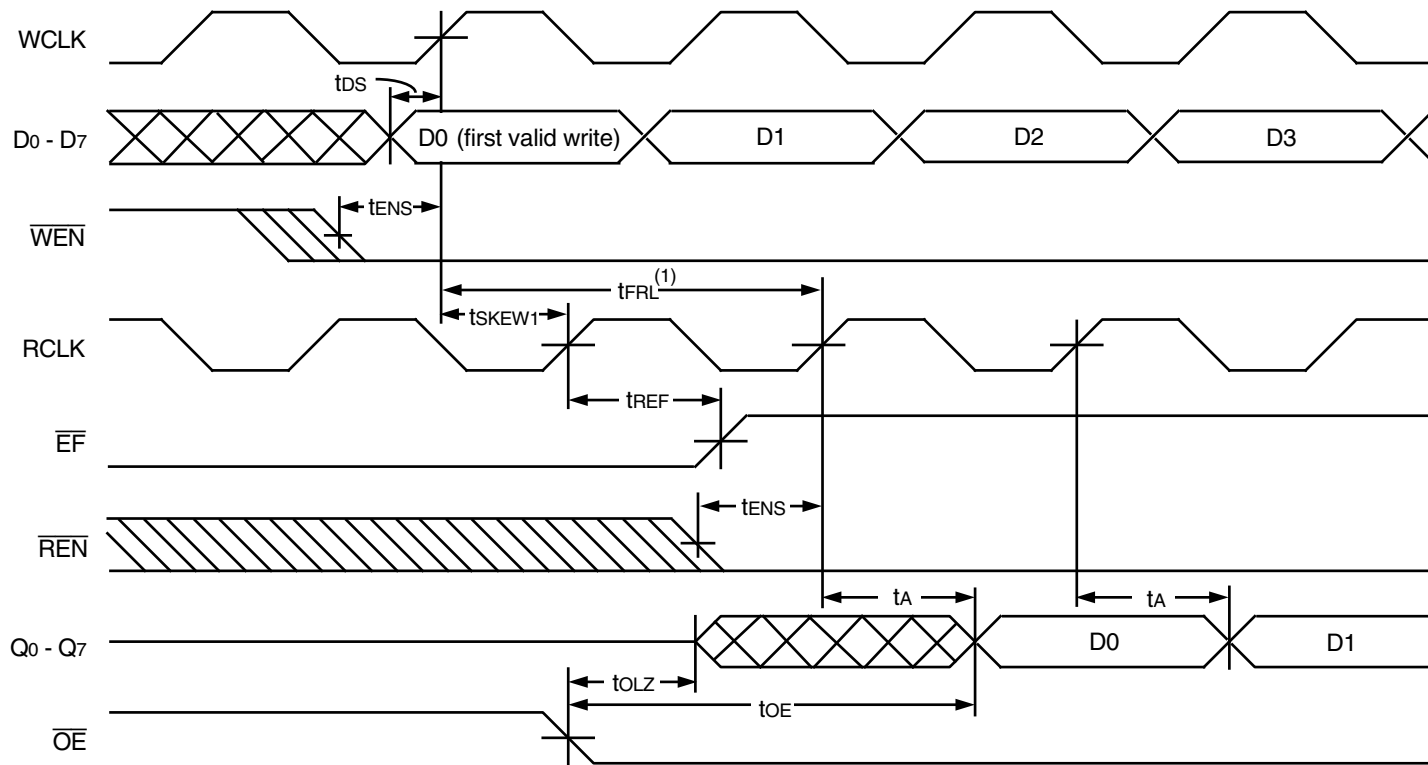 WCLK
tDS
D0 - D7
D0 (first valid write)
D1
D2
D3
WEN
tENS
tFRL(1)
tSKEW1
RCLK
tREF
EF
tENS
REN
tA
tA
Q0 - Q7
D0
D1
tOLZ
tOE
OE